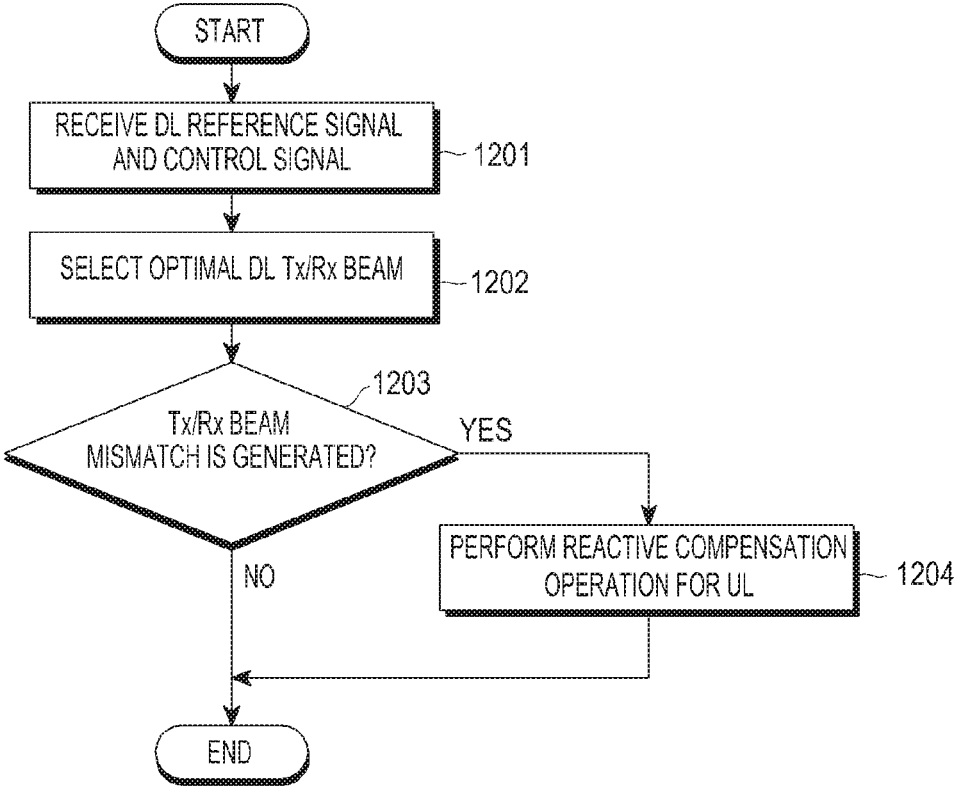 START
RECEIVE DL REFERENCE SIGNAL
AND CONTROL SIGNAL
1201
SELECT OPTIMAL DL Tx/Rx BEAM
1202
1203
Tx/Rx BEAM
MISMATCH IS GENERATED?
YES
PERFORM REACTIVE COMPENSATION
OPERATION FOR UL
1204
NO
END